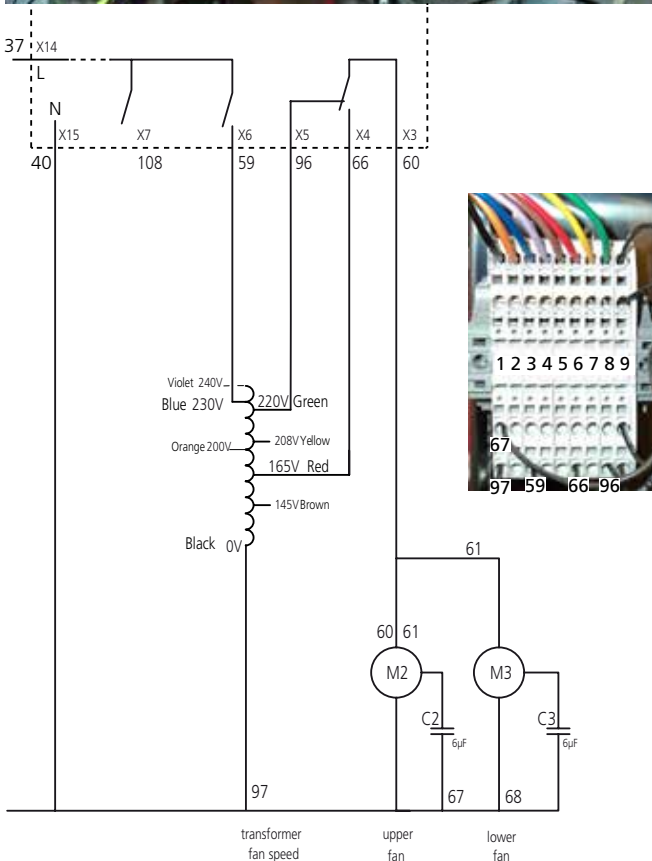 37 X14
L
N
X15 X7 X6 X5 X4 X3
40 108 59 96 66 60
1 2 3 4 5 6 7 8 9
67
97 59 66 96
Violet 240V
Blue 230V 220V Green
208V Yellow
Orange 200V
165V Red
145V Brown
Black 0V
61
60 61
M2 M3
C2 C3
6µF 6µF
97 67 68
transformer upper lower
fan speed fan fan